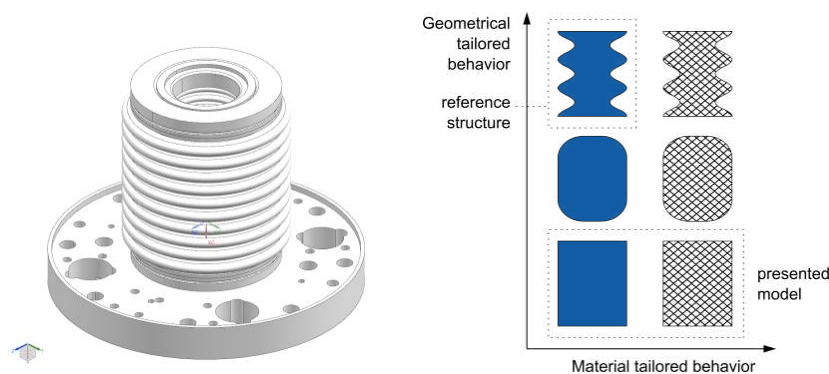 Geometrical
tailored
behavior
reference
structure
presented
model
Material tailored behavior